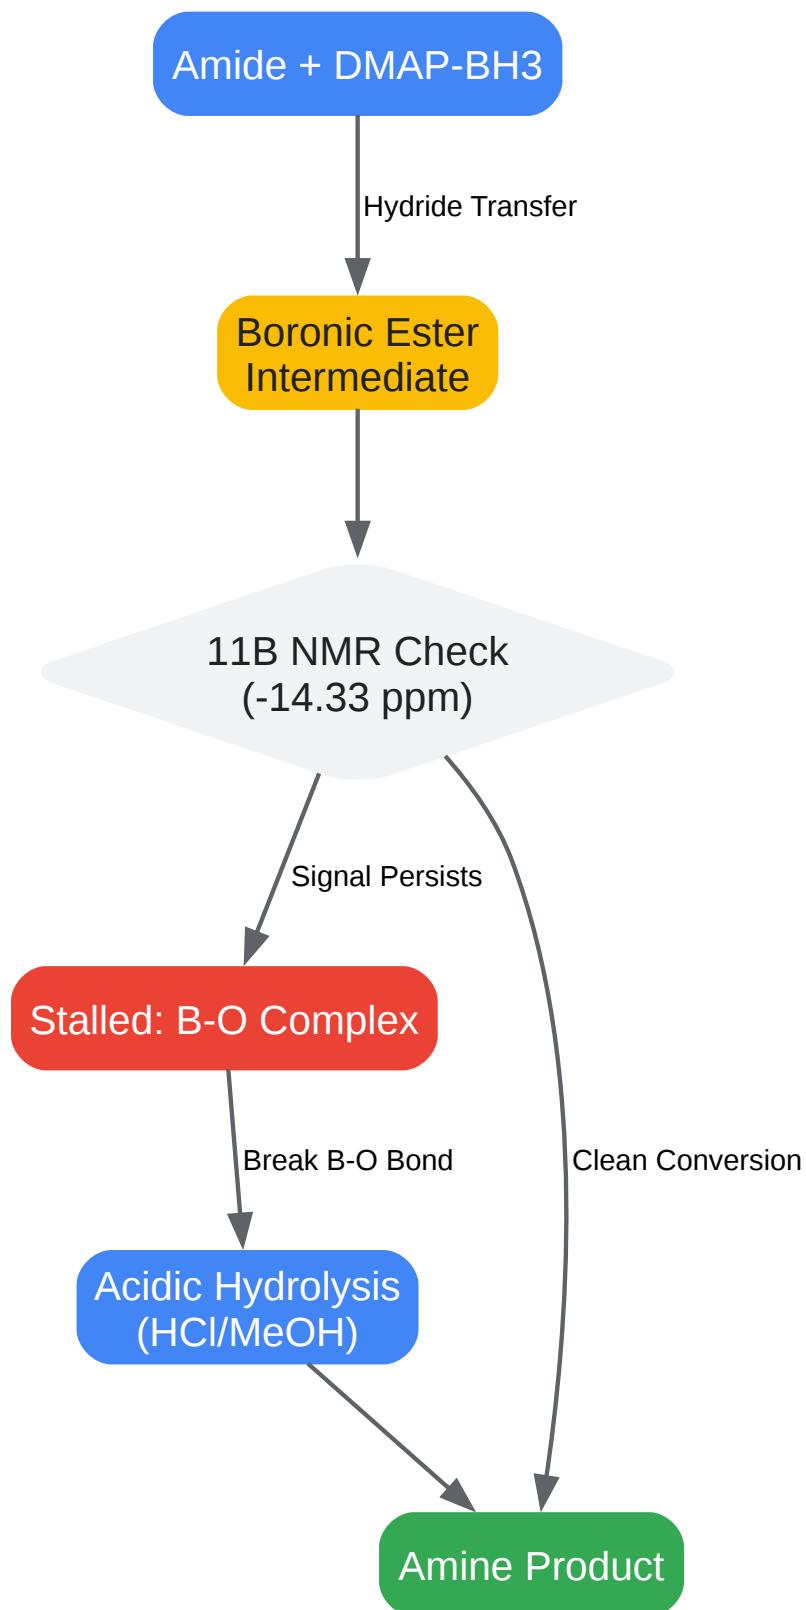 Amide + DMAP-BH3
Hydride Transfer
Boronic Ester
Intermediate
11B NMR Check
(-14.33 ppm)
Signal Persists
Stalled: B-O Complex
Break B-O Bond
Clean Conversion
Acidic Hydrolysis
(HCl/MeOH)
Amine Product